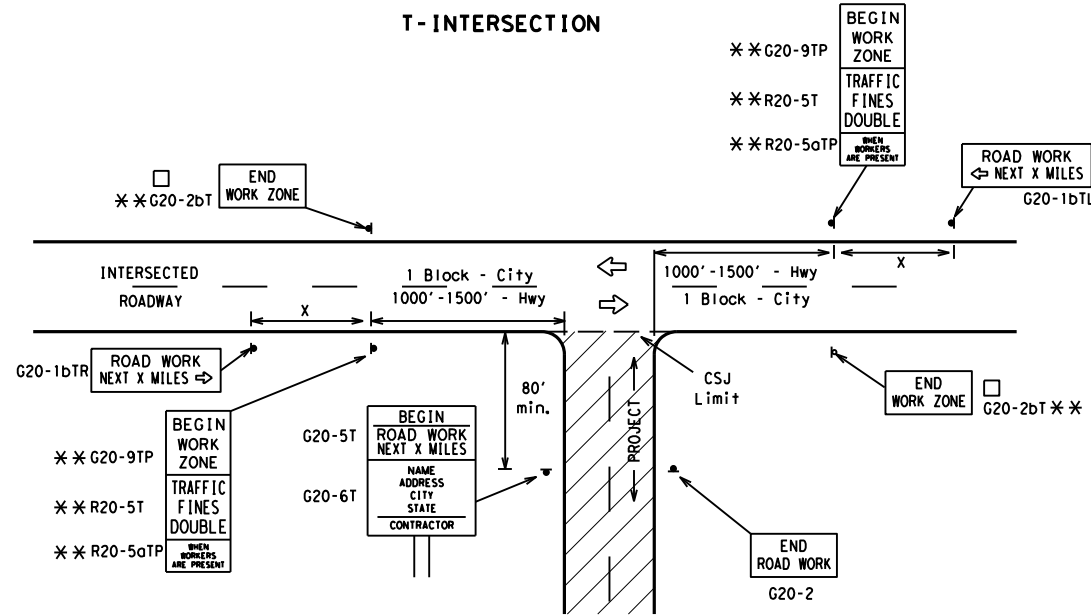 T-INTERSECTION
✳✳G20-9TP
BEGIN
WORK
ZONE
✳✳R20-5T
TRAFFIC
FINES
DOUBLE
✳✳R20-5aTP
WHEN
WORKERS
ARE PRESENT
ROAD WORK
⇦ NEXT X MILES
G20-1bTL
□
✳✳G20-2bT
END
WORK ZONE
INTERSECTED
ROADWAY
1 Block - City
1000'-1500' - Hwy
X
1000'-1500' - Hwy
1 Block - City
X
G20-1bTR
ROAD WORK
NEXT X MILES ⇨
80'
min.
CSJ
Limit
PROJECT
END
WORK ZONE
□
G20-2bT ✳✳
✳✳G20-9TP
BEGIN
WORK
ZONE
✳✳R20-5T
TRAFFIC
FINES
DOUBLE
✳✳R20-5aTP
WHEN
WORKERS
ARE PRESENT
G20-5T
BEGIN
ROAD WORK
NEXT X MILES
G20-6T
NAME
ADDRESS
CITY
STATE
CONTRACTOR
END
ROAD WORK
G20-2